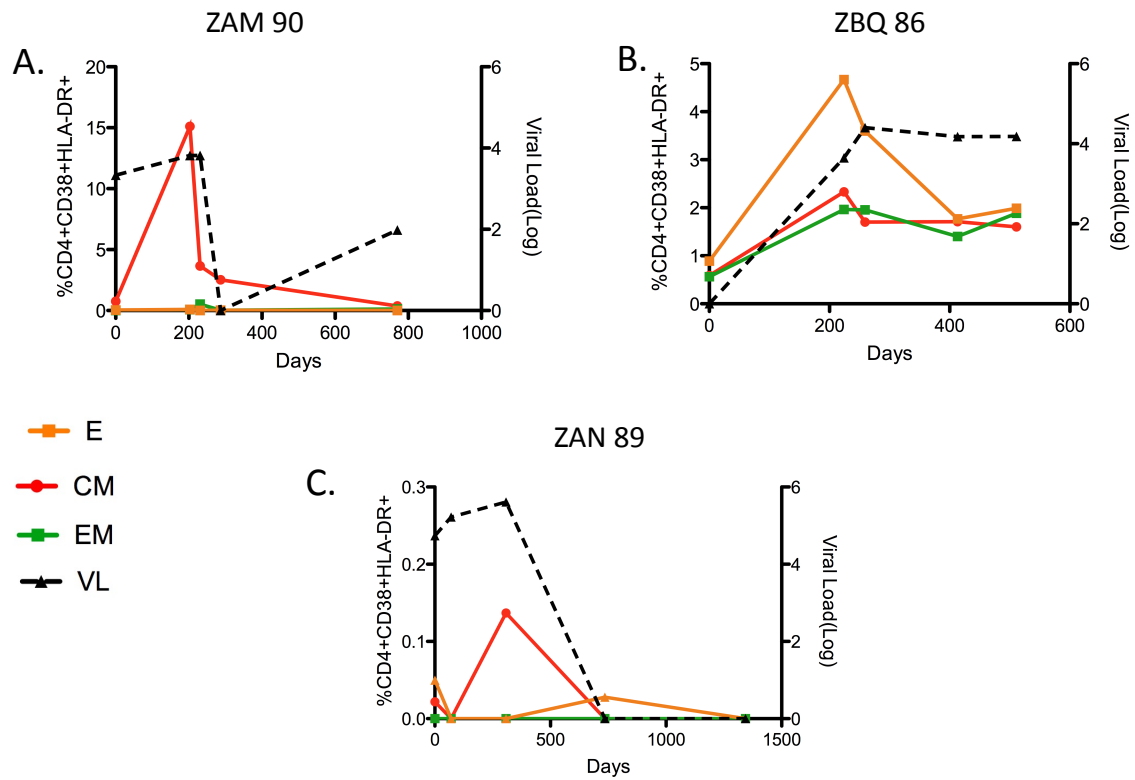 ZAM 90
A.
20
15
10
5
0
%CD4+CD38+HLA-DR+
6
4
2
0
Viral Load(Log)
0 200 400 600 800 1000
Days
ZBQ 86
B.
5
4
3
2
1
0
%CD4+CD38+HLA-DR+
6
4
2
0
Viral Load(Log)
0 200 400 600
Days
E
CM
EM
VL
ZAN 89
C.
0.3
0.2
0.1
0.0
%CD4+CD38+HLA-DR+
6
4
2
0
Viral Load(Log)
0 500 1000 1500
Days